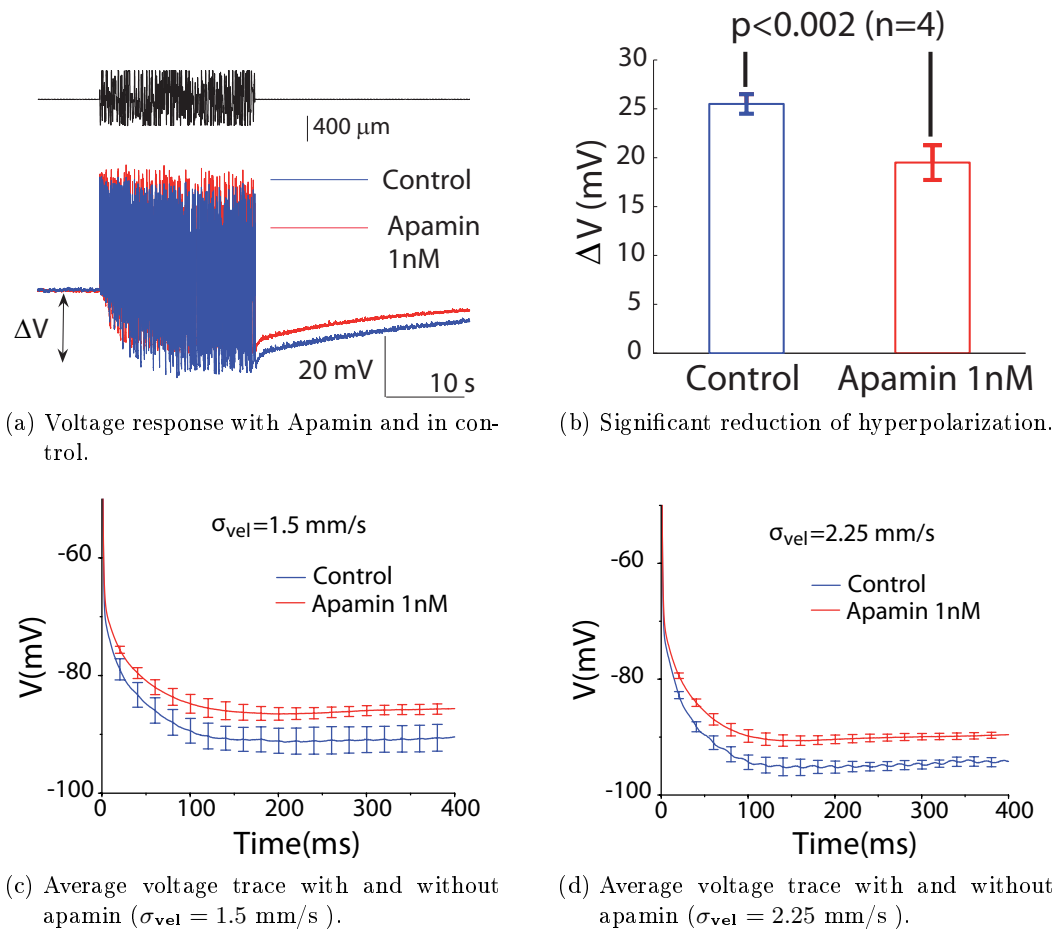 400 μm
Control
Apamin
1nM
ΔV
20 mV
10 s
(a) Voltage response with Apamin and in con-
trol.
p<0.002 (n=4)
30
25
20
15
10
5
0
Δ V (mV)
Control Apamin 1nM
(b) Significant reduction of hyperpolarization.
σvel=1.5 mm/s
Control
Apamin 1nM
-60
-80
-100
V(mV)
0 100 200 300 400
Time(ms)
(c) Average voltage trace with and without
apamin (σvel = 1.5 mm/s ).
σvel=2.25 mm/s
Control
Apamin 1nM
-60
-80
-100
V(mV)
0 100 200 300 400
Time(ms)
(d) Average voltage trace with and without
apamin (σvel = 2.25 mm/s ).